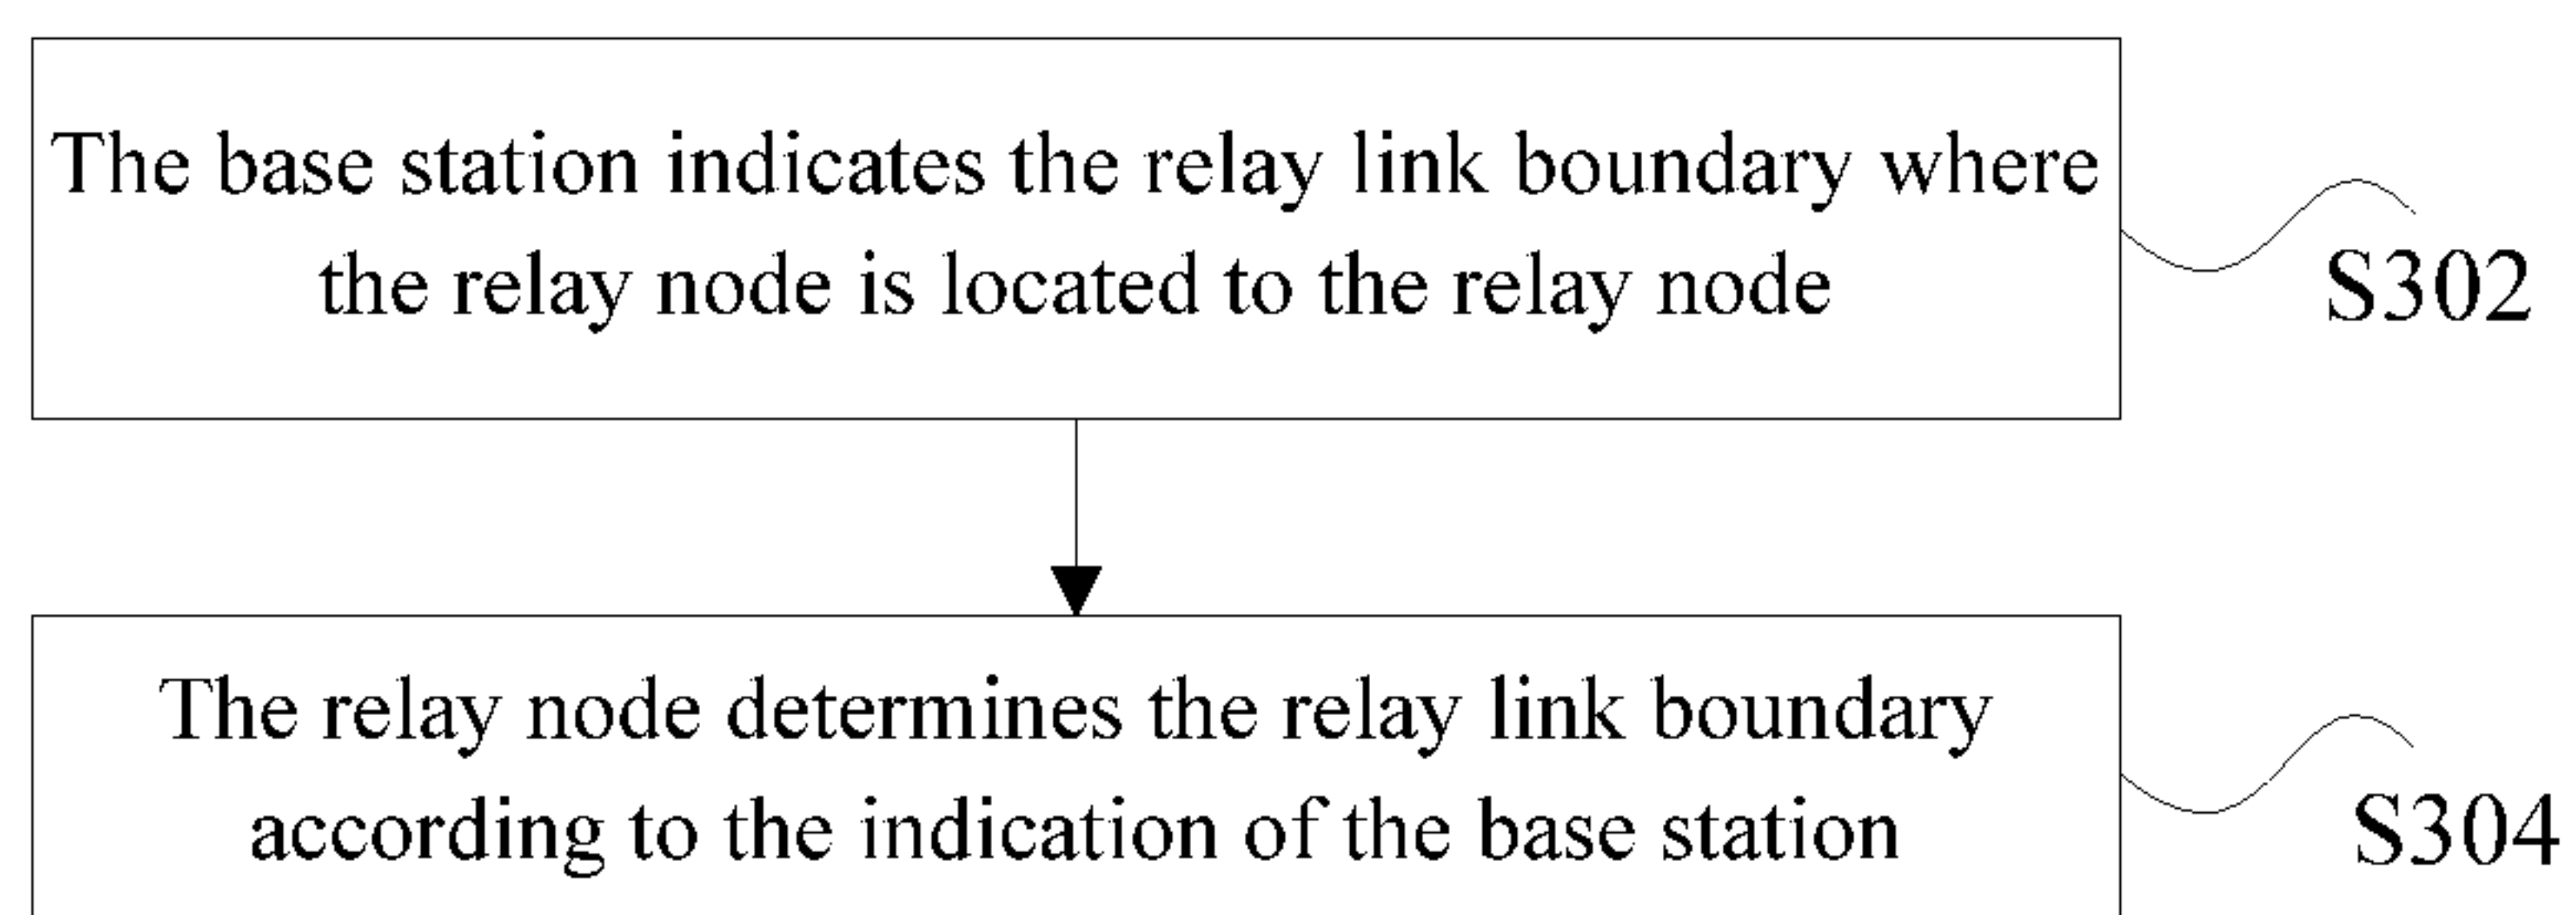 The base station indicates the relay link boundary where
the relay node is located to the relay node
S302
The relay node determines the relay link boundary
according to the indication of the base station
S304